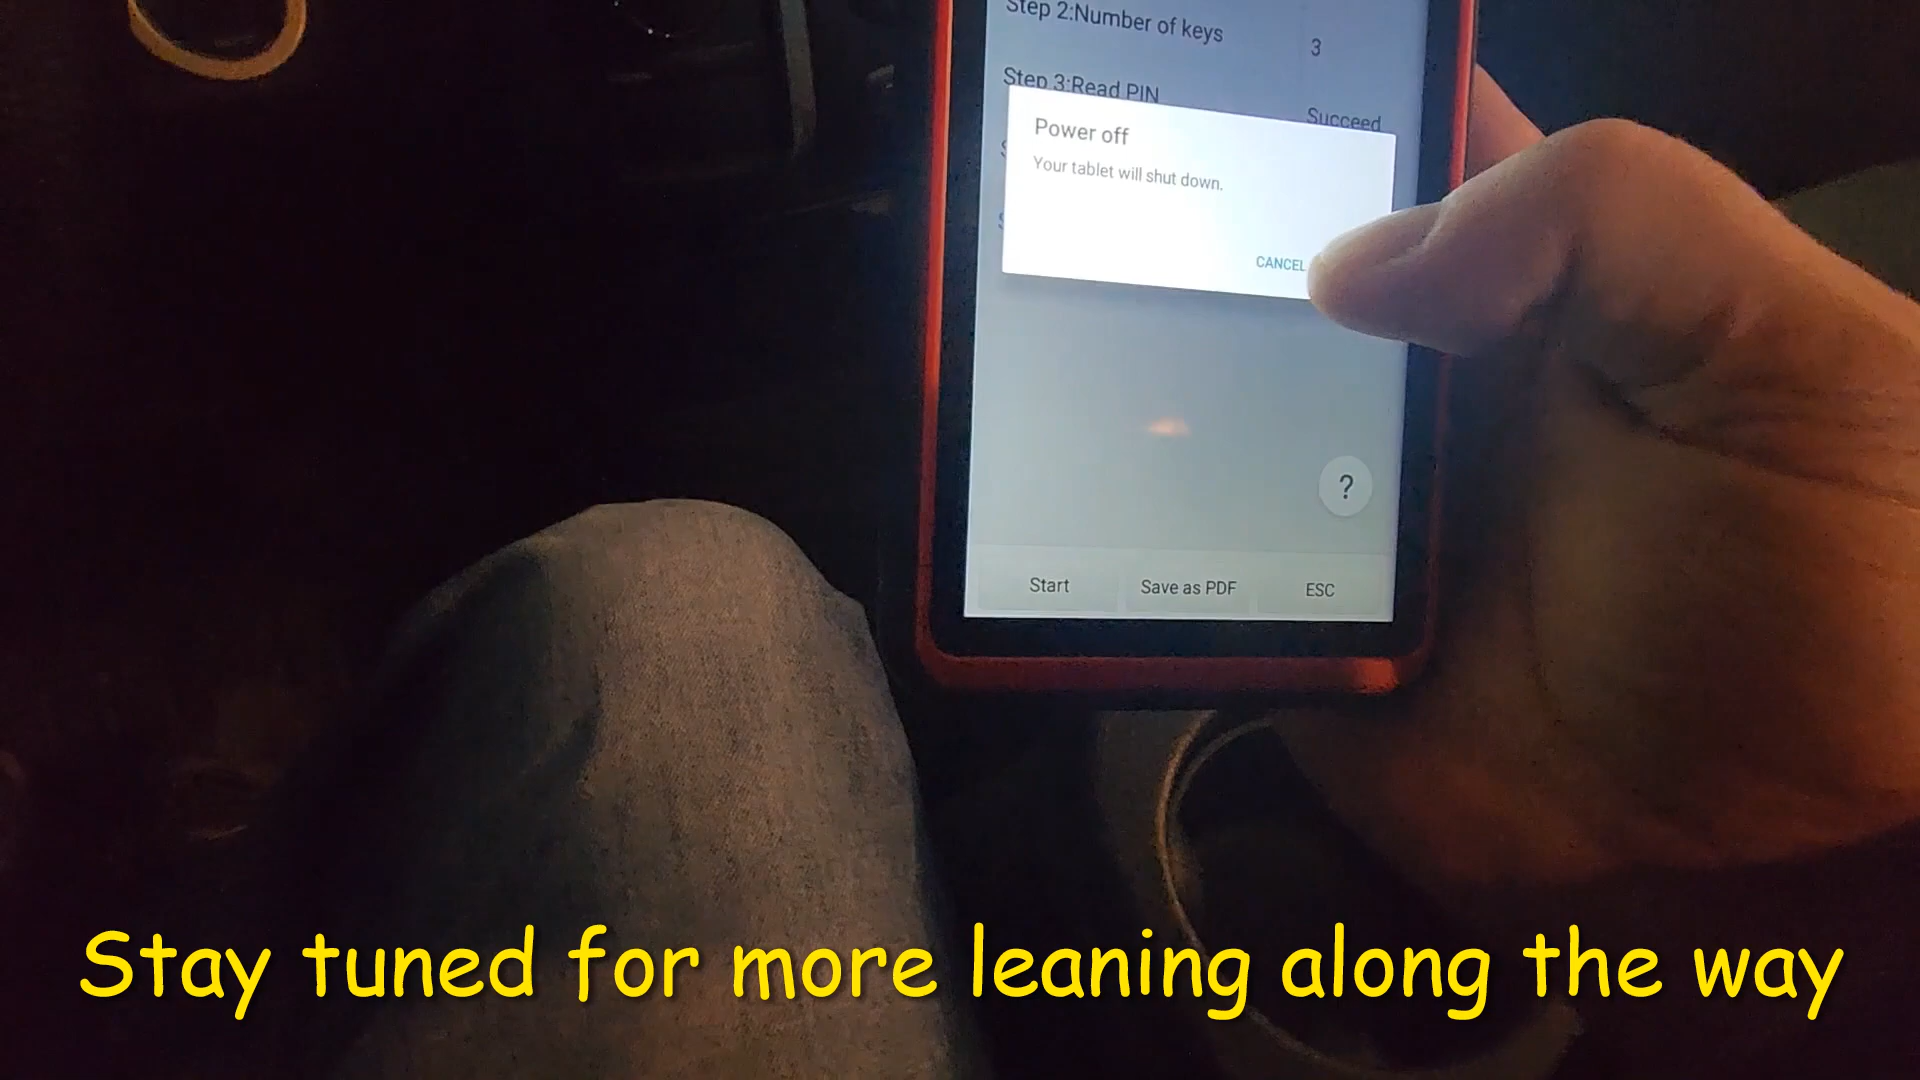 Step 2:Number of keys 3
Step 3:Read PIN Succeed
Power off
Your tablet will shut down.
CANCEL
?
Start Save as PDF ESC
Stay tuned for more leaning along the way